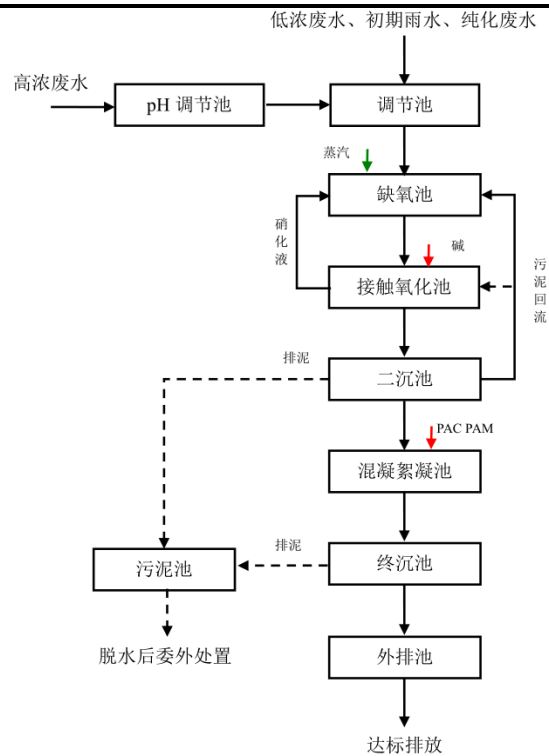 低浓废水、初期雨水、纯化废水
高浓废水
pH 调节池
调节池
蒸汽
缺氧池
硝化液
碱
污泥回流
接触氧化池
排泥
二沉池
PAC PAM
混凝絮凝池
排泥
污泥池
终沉池
脱水后委外处置
外排池
达标排放